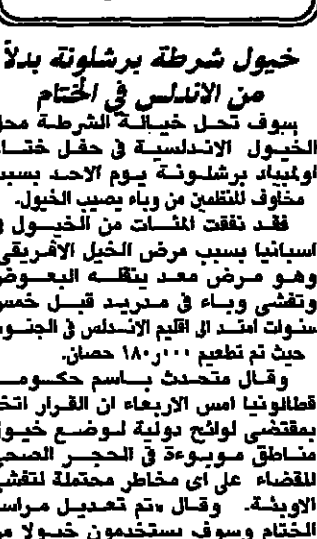 خيول شرطة برشلونة بدلاً
من الاندلس في الختام
سوف تحل خيالة الشرطة محل
الخيول الاندلسية في حفل ختام
اولمبياد برشلونة يوم الاحد بسبب
مخاوف المنظمين من وباء يصيب الخيول.
فقد نفقت المئات من الخيول في
اسبانيا بسبب مرض الخيل الافريقي
وهو مرض معد ينقله البعوض
وتفشى وباء في مدريد قبل خمس
سنوات امتد الى اقليم الاندلس في الجنوب
حيث تم تطعيم ١٨٠,٠٠٠ حصان.
وقال متحدث باسم حكومة
قطالونيا امس الاربعاء ان القرار اتخذ
بمقتضى لوائح دولية لوضع خيول
مناطق موبوءة في الحجر الصحي
للقضاء على اى مخاطر محتملة لتفشي
الاوبئة. وقال «تم تعديل مراسم
الختام وسوف يستخدمون خيولا من